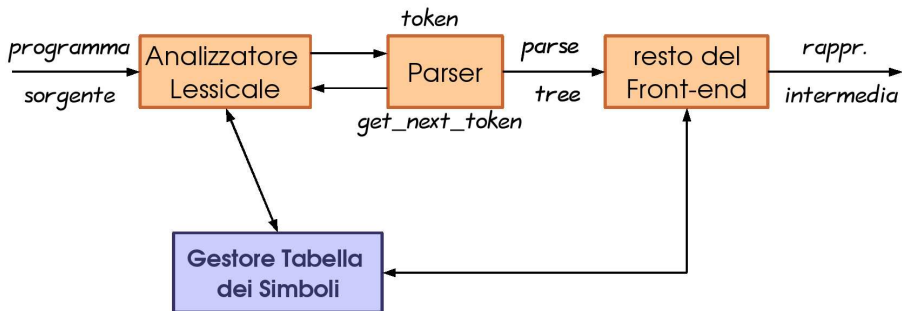 token
programma
sorgente
Analizzatore
Lessicale
Parser
get_next_token
parse
tree
resto del
Front-end
rappr.
intermedia
Gestore Tabella
dei Simboli